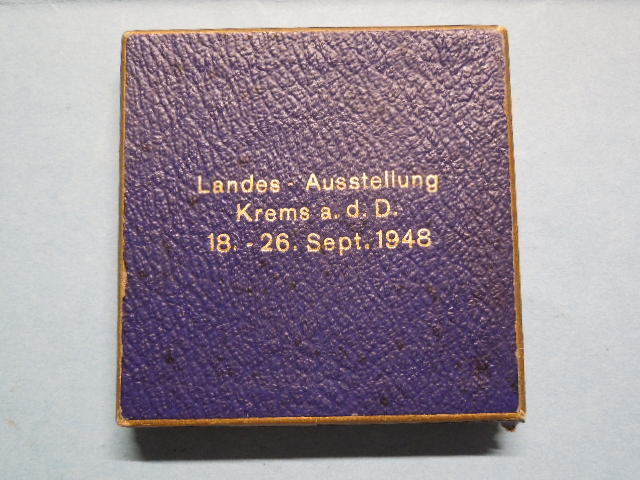 Landes - Ausstellung
Krems a. d. D.
18. - 26. Sept. 1948